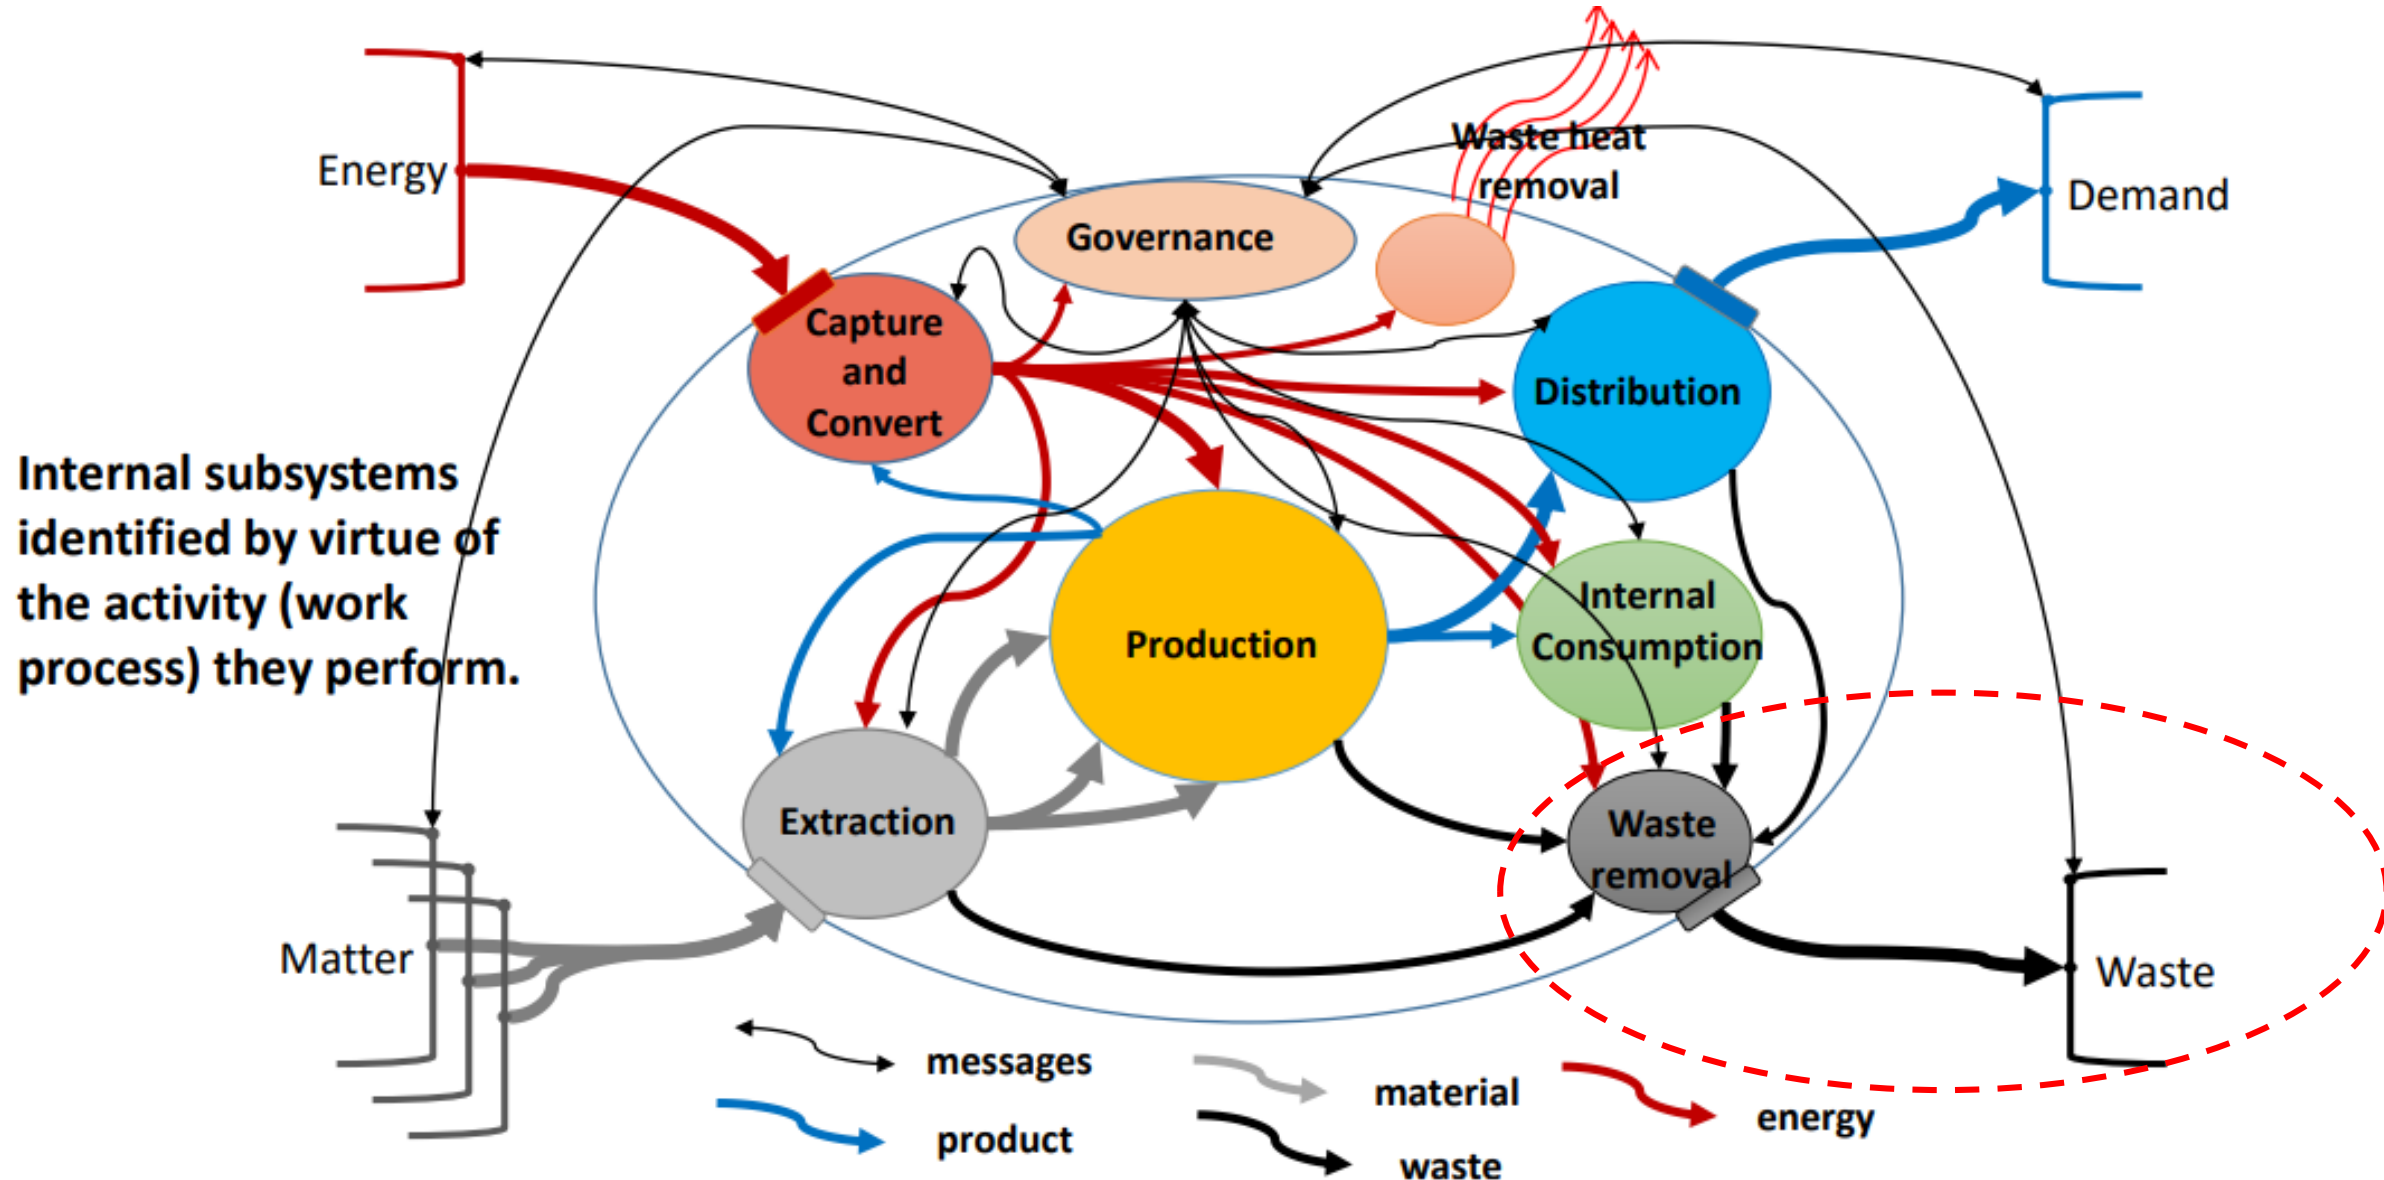 Energy
Waste heat
removal
Demand
Governance
Capture
and
Convert
Distribution
Internal subsystems
identified by virtue of
the activity (work
process) they perform.
Internal
Consumption
Production
Extraction
Waste
removal
Matter
Waste
messages
material
energy
product
waste